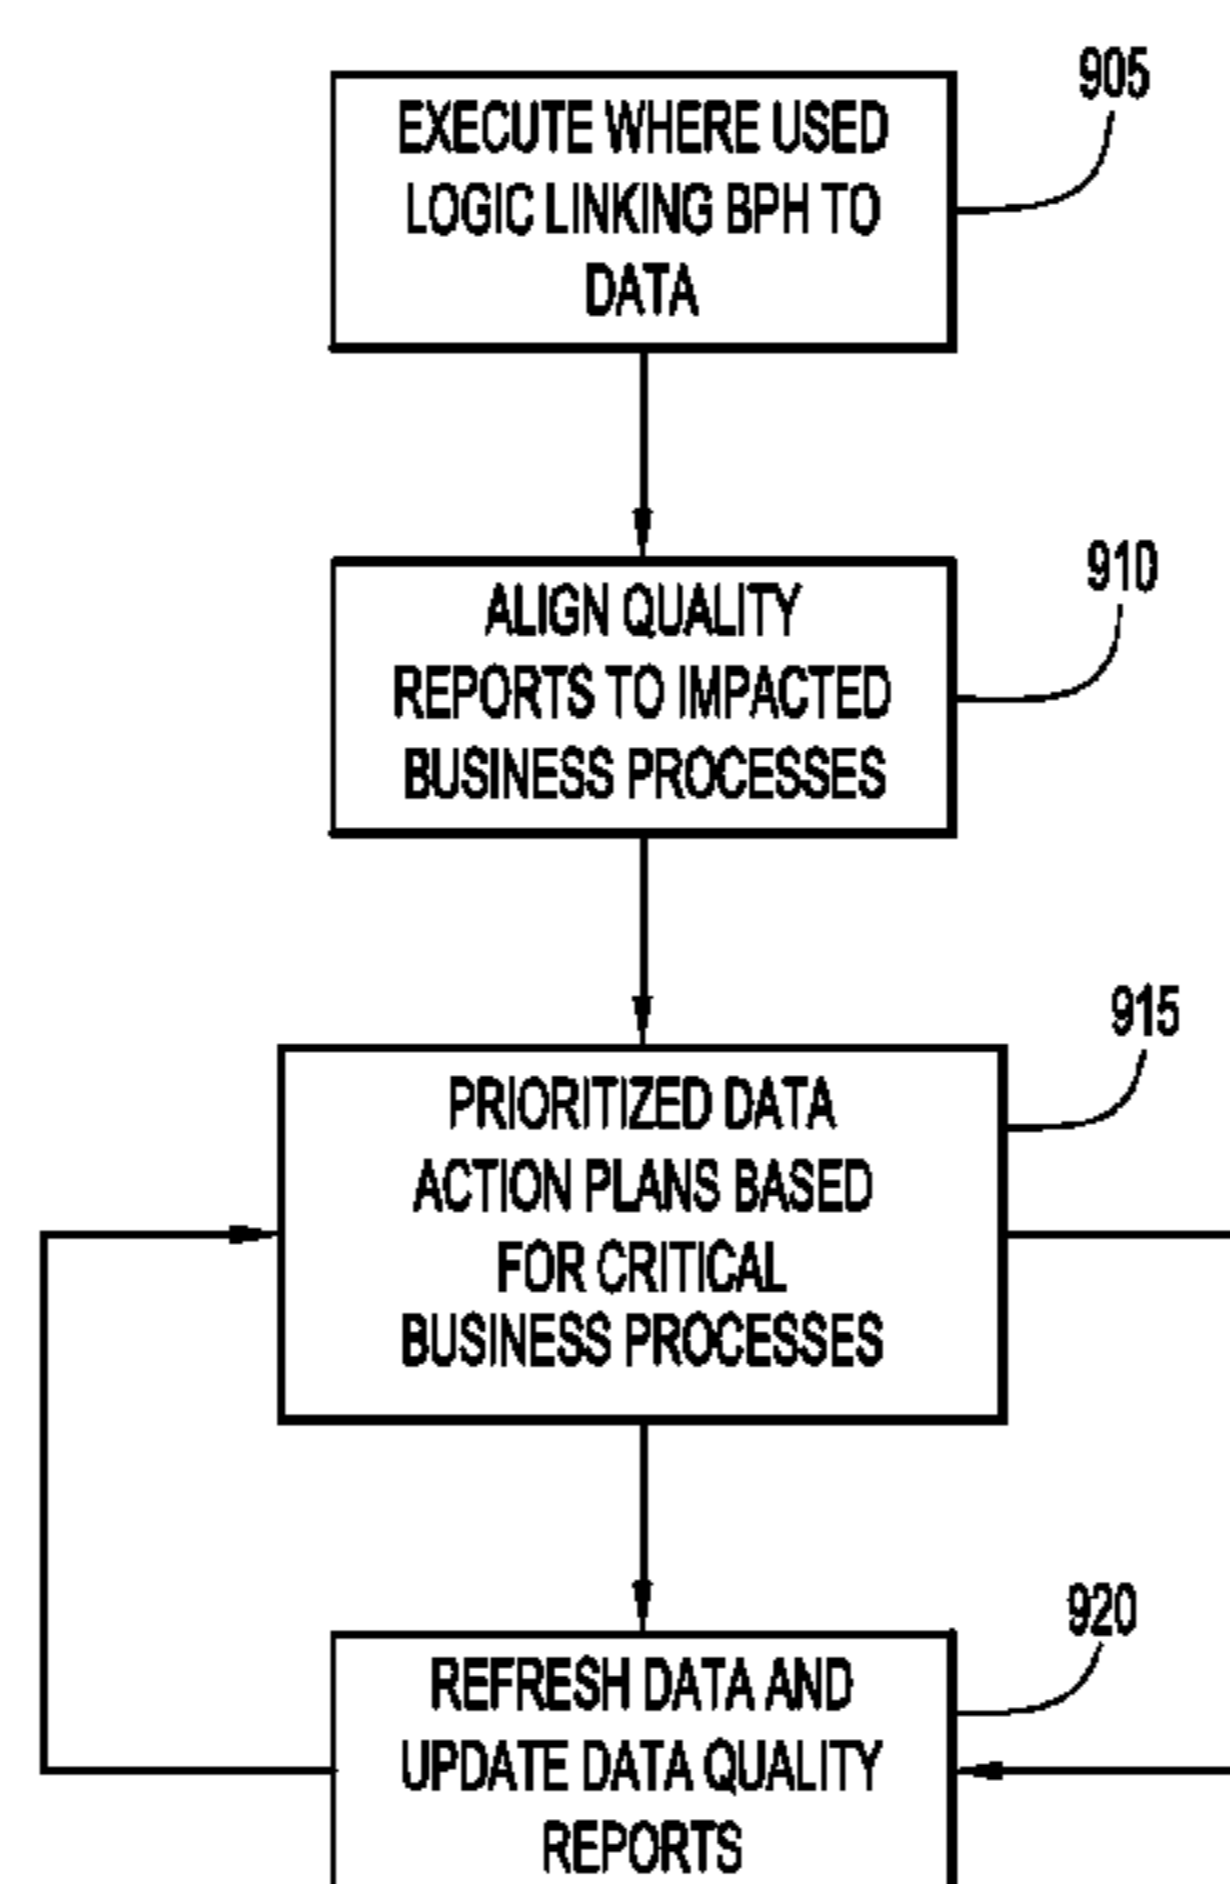 905
EXECUTE WHERE USED
LOGIC LINKING BPH TO
DATA
910
ALIGN QUALITY
REPORTS TO IMPACTED
BUSINESS PROCESSES
915
PRIORITIZED DATA
ACTION PLANS BASED
FOR CRITICAL
BUSINESS PROCESSES
920
REFRESH DATA AND
UPDATE DATA QUALITY
REPORTS